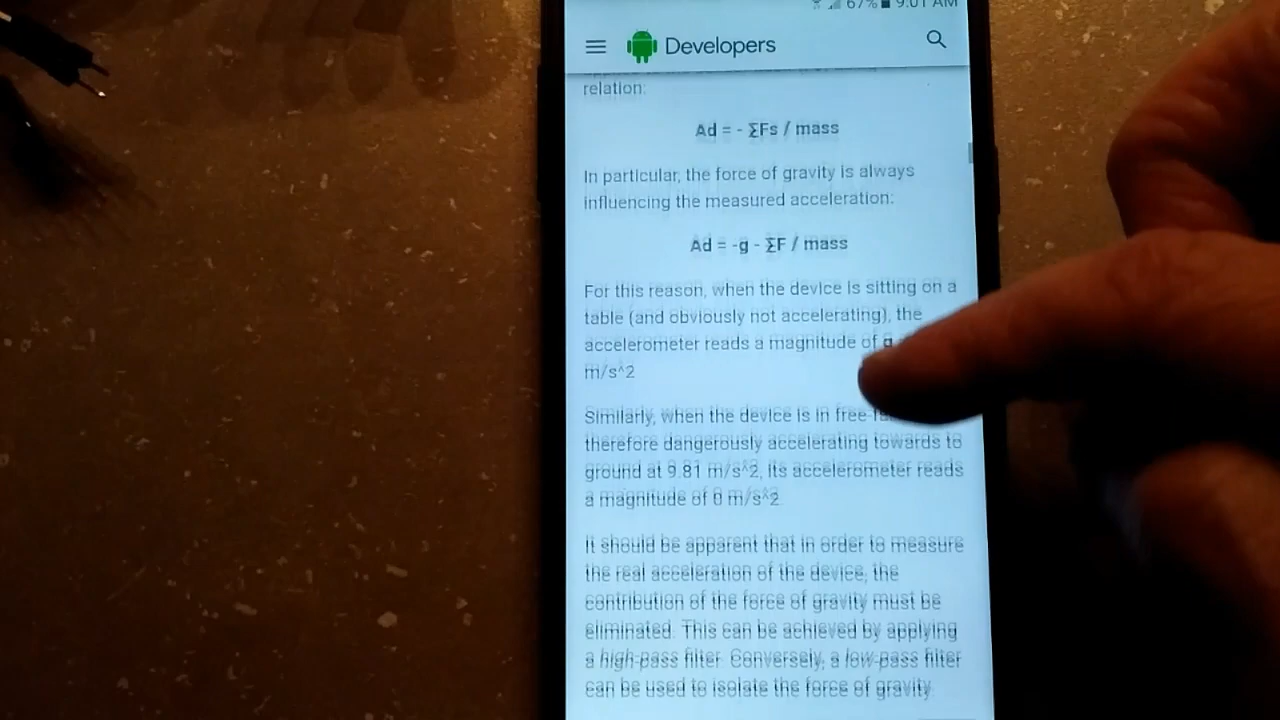 67% 9:01 AM
Developers
relation:
Ad = - ∑Fs / mass
In particular, the force of gravity is always
influencing the measured acceleration:
Ad = -g - ∑F / mass
For this reason, when the device is sitting on a
table (and obviously not accelerating), the
accelerometer reads a magnitude of g
m/s^2
Similarly, when the device is in free-
therefore dangerously accelerating towards to
ground at 9.81 m/s^2, its accelerometer reads
a magnitude of 0 m/s^2.
It should be apparent that in order to measure
the real acceleration of the device, the
contribution of the force of gravity must be
eliminated. This can be achieved by applying
a high-pass filter. Conversely, a low-pass filter
can be used to isolate the force of gravity.